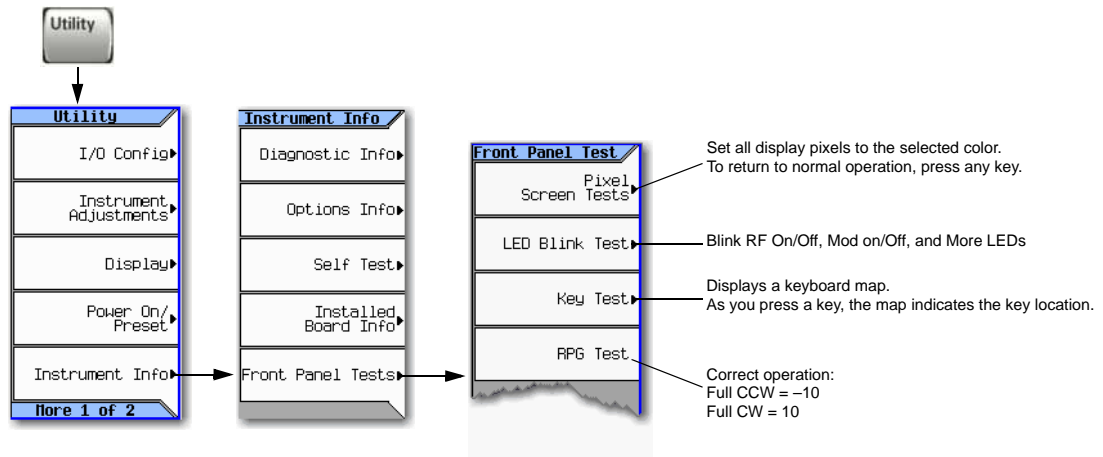 Utility
Utility
I/O Config
Instrument
Adjustments
Display
Power On/
Preset
Instrument Info
More 1 of 2
Instrument Info
Diagnostic Info
Options Info
Self Test
Installed
Board Info
Front Panel Tests
Front Panel Test
Pixel
Screen Tests
LED Blink Test
Key Test
RPG Test
Set all display pixels to the selected color.
To return to normal operation, press any key.
Blink RF On/Off, Mod on/Off, and More LEDs
Displays a keyboard map.
As you press a key, the map indicates the key location.
Correct operation:
Full CCW = –10
Full CW = 10